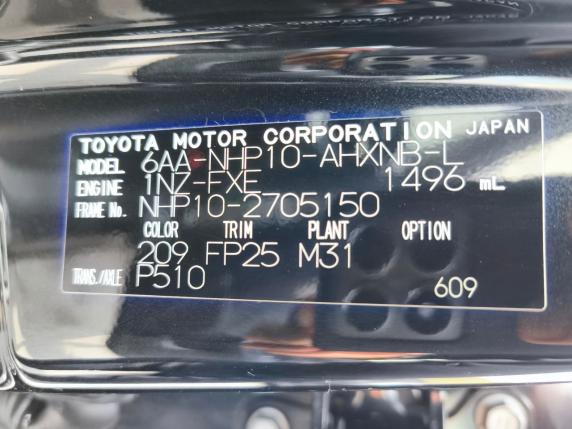 TOYOTA MOTOR CORPORATION JAPAN
MODEL 6AA-NHP10-AHXNB-L
ENGINE 1NZ-FXE 1496 mL
FRAME No. NHP10-2705150
COLOR TRIM PLANT OPTION
209 FP25 M31
TRANS./AXLE P510
609